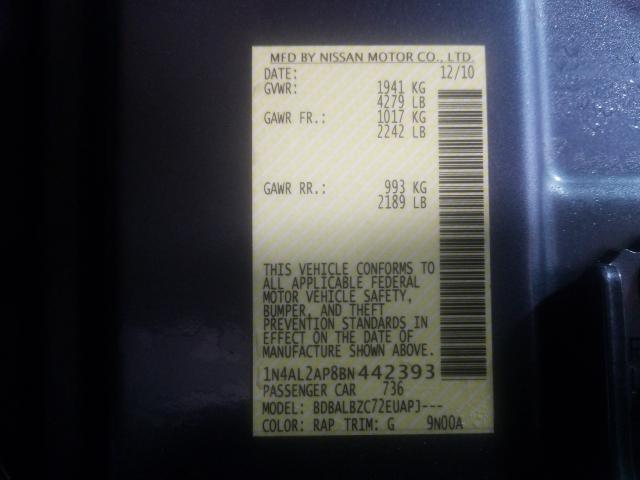 MFD BY NISSAN MOTOR CO., LTD.
DATE: 12/10
GVWR: 1941 KG
4279 LB
GAWR FR.: 1017 KG
2242 LB
GAWR RR.: 993 KG
2189 LB
THIS VEHICLE CONFORMS TO
ALL APPLICABLE FEDERAL
MOTOR VEHICLE SAFETY,
BUMPER, AND THEFT
PREVENTION STANDARDS IN
EFFECT ON THE DATE OF
MANUFACTURE SHOWN ABOVE.
1N4AL2AP8BN442393
PASSENGER CAR 736
MODEL: BDBALBZC72EUAPJ---
COLOR: RAP TRIM: G 9N00A